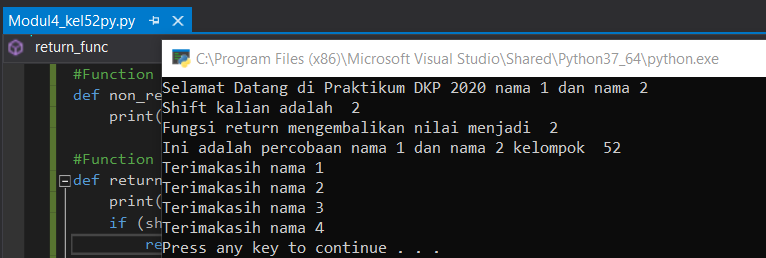 Modul4_kel52py.py
return_func
C:\Program Files (x86)\Microsoft Visual Studio\Shared\Python37_64\python.exe
#Function
def non_re
print(
#Function
def return
print(
if (sh
re
Selamat Datang di Praktikum DKP 2020 nama 1 dan nama 2
Shift kalian adalah  2
Fungsi return mengembalikan nilai menjadi  2
Ini adalah percobaan nama 1 dan nama 2 kelompok  52
Terimakasih nama 1
Terimakasih nama 2
Terimakasih nama 3
Terimakasih nama 4
Press any key to continue . . .